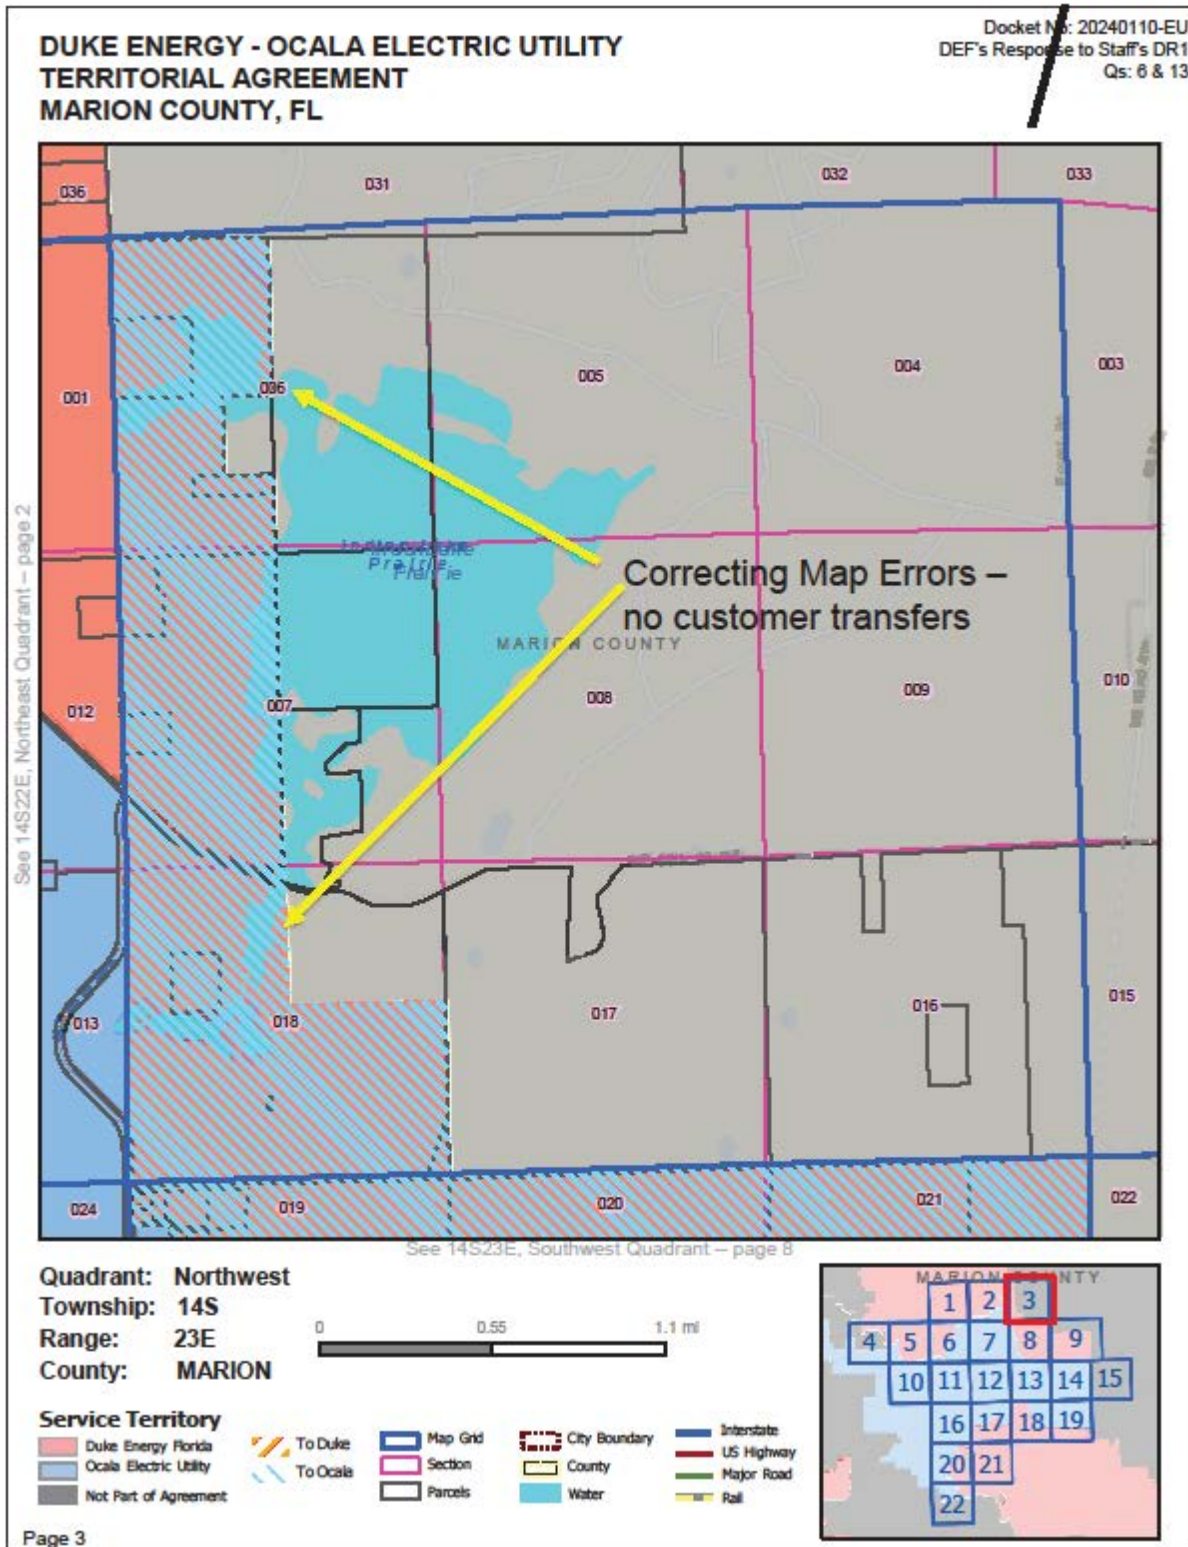 DUKE ENERGY - OCALA ELECTRIC UTILITY
TERRITORIAL AGREEMENT
MARION COUNTY, FL
Docket No: 20240110-EU
DEF's Response to Staff's DR1
Qs: 6 & 13
036
031
032
033
001
036
005
004
003
Prairie
Prairie
Correcting Map Errors –
no customer transfers
MARION COUNTY
012
007
008
009
010
013
018
017
016
015
024
019
020
021
022
See 14S22E, Northeast Quadrant – page 2
See 14S23E, Southwest Quadrant – page 8
Quadrant: Northwest
Township: 14S
Range: 23E
County: MARION
0 0.55 1.1 mi
Service Territory
Duke Energy Florida
Ocala Electric Utility
Not Part of Agreement
To Duke
To Ocala
Map Grid
Section
Parcels
City Boundary
County
Water
Interstate
US Highway
Major Road
Rail
MARION COUNTY
1 2 3
4 5 6 7 8 9
10 11 12 13 14 15
16 17 18 19
20 21
22
Page 3